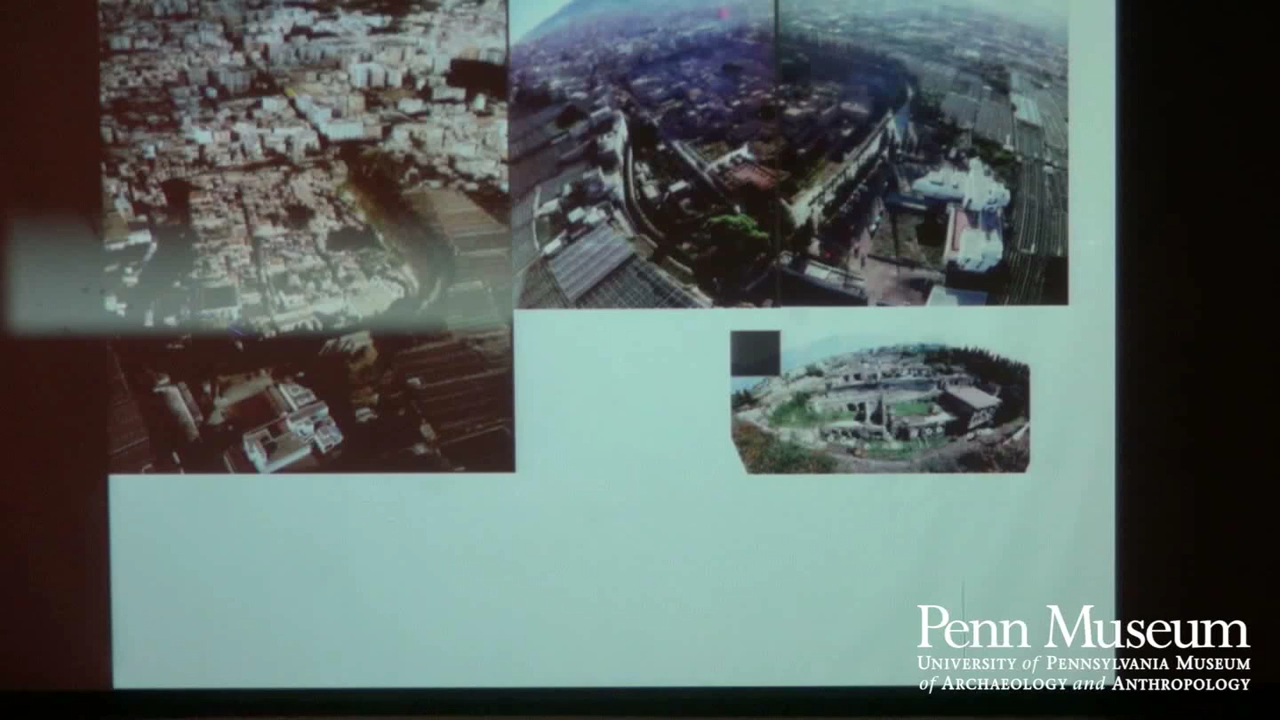 Penn Museum
UNIVERSITY of PENNSYLVANIA MUSEUM
of ARCHAEOLOGY and ANTHROPOLOGY